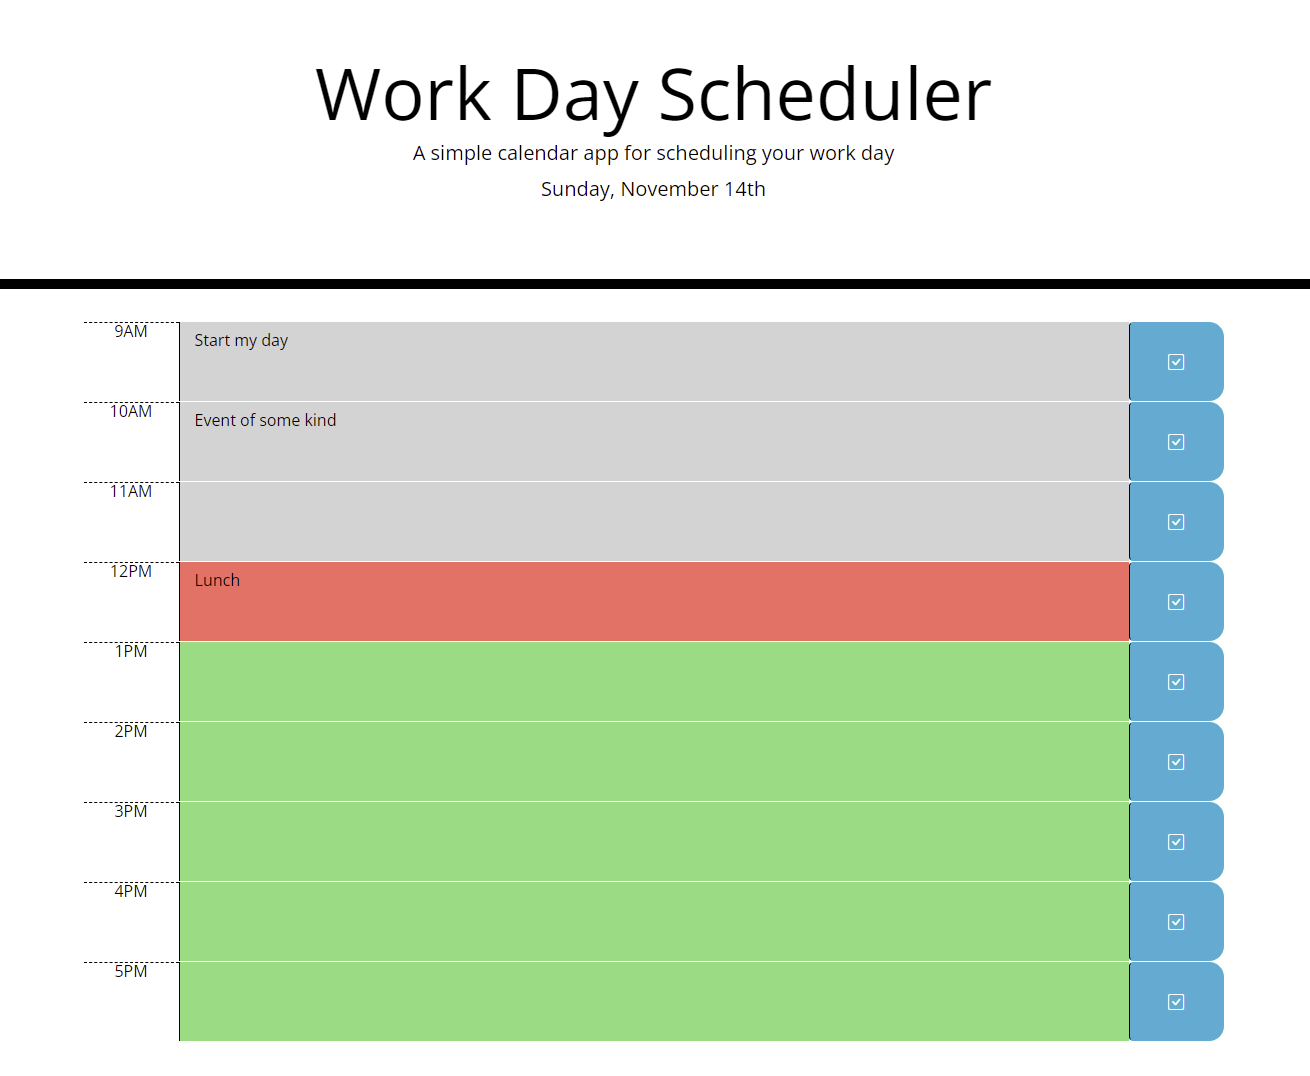 Work Day Scheduler
A simple calendar app for scheduling your work day
Sunday, November 14th
9AM
Start my day
10AM
Event of some kind
11AM
12PM
Lunch
1PM
2PM
3PM
4PM
5PM